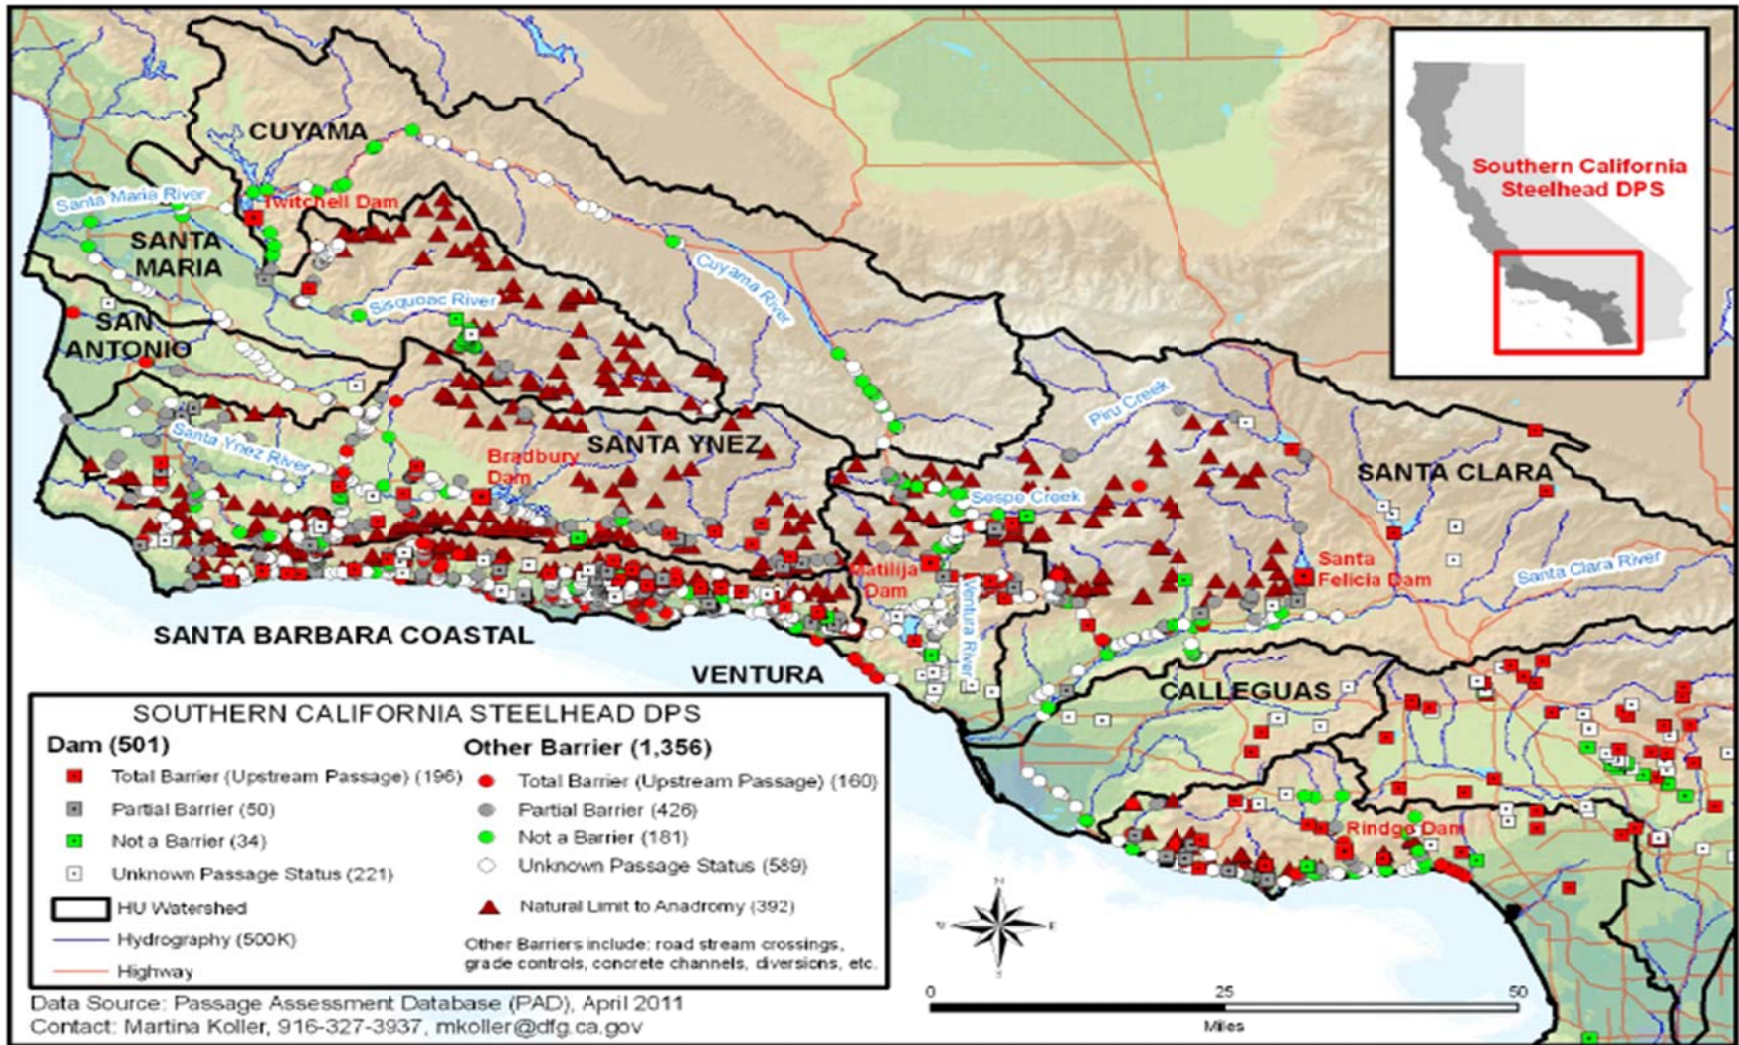 CUYAMA
Santa Maria River
Twitchell Dam
SANTA
MARIA
Sisquoc River
Cuyama River
SAN
ANTONIO
Santa Ynez River
Bradbury
Dam
SANTA YNEZ
Piru Creek
Sespe Creek
SANTA CLARA
Matilija
Dam
Ventura River
Santa
Felicia Dam
Santa Clara River
SANTA BARBARA COASTAL
VENTURA
CALLEGUAS
Rindge Dam
Southern California
Steelhead DPS
SOUTHERN CALIFORNIA STEELHEAD DPS
Dam (501)
Total Barrier (Upstream Passage) (196)
Partial Barrier (50)
Not a Barrier (34)
Unknown Passage Status (221)
HU Watershed
Hydrography (500K)
Highway
Other Barrier (1,356)
Total Barrier (Upstream Passage) (160)
Partial Barrier (426)
Not a Barrier (181)
Unknown Passage Status (589)
Natural Limit to Anadromy (392)
Other Barriers include: road stream crossings,
grade controls, concrete channels, diversions, etc.
Data Source: Passage Assessment Database (PAD), April 2011
Contact: Martina Koller, 916-327-3937, mkoller@dfg.ca.gov
N
E
S
W
0 25 50
Miles